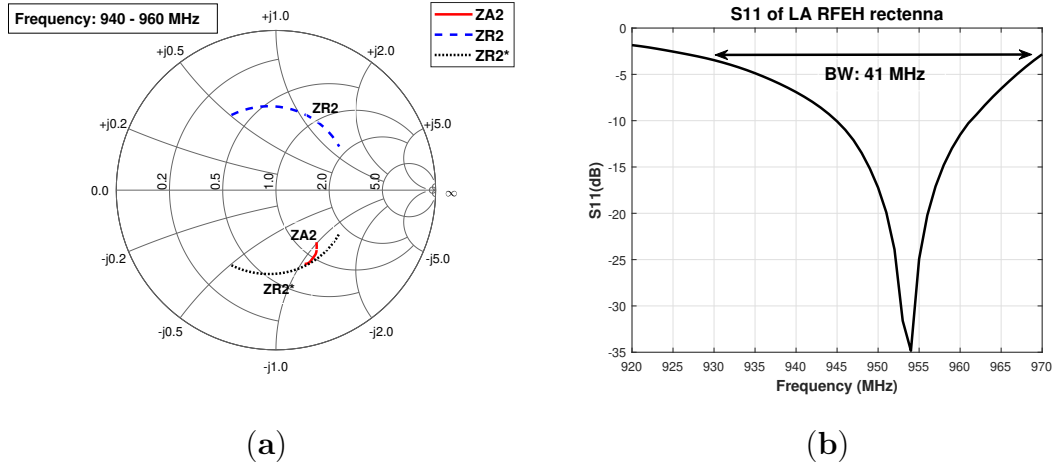 Frequency: 940 - 960 MHz
ZA2
ZR2
ZR2*
+j1.0
+j0.5
+j2.0
+j0.2
+j5.0
0.0
0.2
0.5
1.0
2.0
5.0
∞
-j0.2
-j5.0
-j0.5
-j2.0
-j1.0
ZR2
ZA2
ZR2*
(a)
S11 of LA RFEH rectenna
BW: 41 MHz
S11(dB)
0
-5
-10
-15
-20
-25
-30
-35
920 925 930 935 940 945 950 955 960 965 970
Frequency (MHz)
(b)